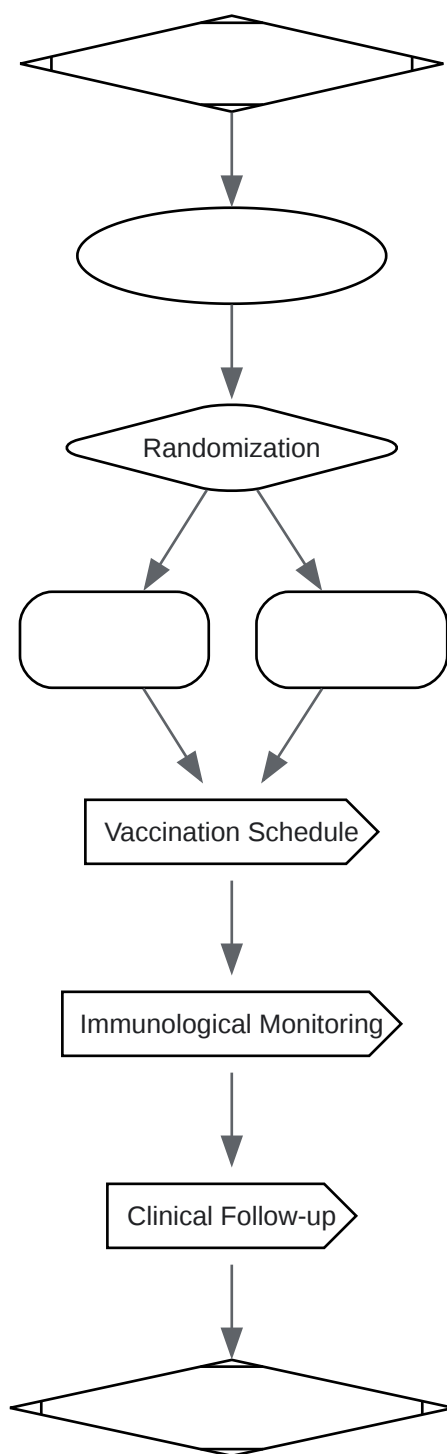 Randomization
Vaccination Schedule
Immunological Monitoring
Clinical Follow-up